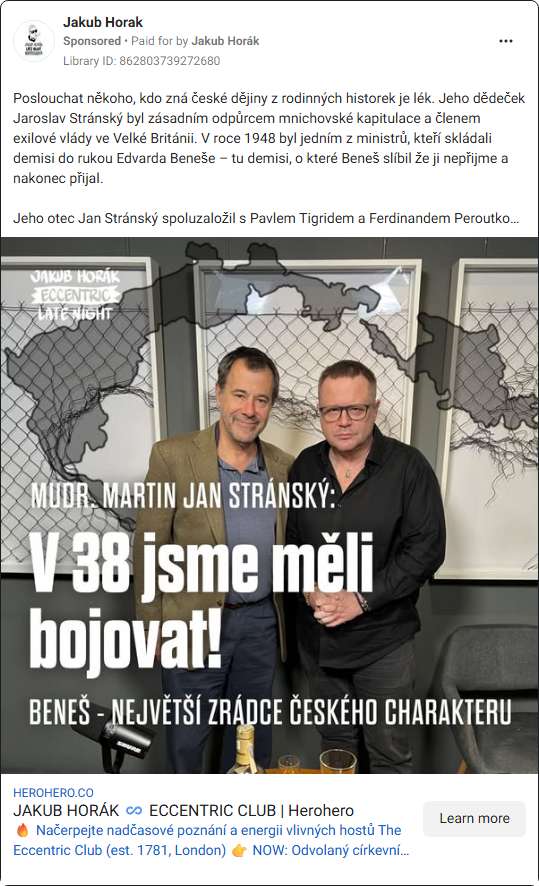 Jakub Horak
Sponsored • Paid for by Jakub Horák
Library ID: 862803739272680
Poslouchat někoho, kdo zná české dějiny z rodinných historek je lék. Jeho dědeček
Jaroslav Stránský byl zásadním odpůrcem mnichovské kapitulace a členem
exilové vlády ve Velké Británii. V roce 1948 byl jedním z ministrů, kteří skládali
demisi do rukou Edvarda Beneše – tu demisi, o které Beneš slíbil že ji nepřijme a
nakonec přijal.
Jeho otec Jan Stránský spoluzaložil s Pavlem Tigridem a Ferdinandem Peroutko...
JAKUB HORÁK
ECCENTRIC
LATE NIGHT
MUDR. MARTIN JAN STRÁNSKÝ:
V 38 jsme měli
bojovat!
BENEŠ - NEJVĚTŠÍ ZRÁDCE ČESKÉHO CHARAKTERU
SHURE
HEROHERO.CO
JAKUB HORÁK ♾️ ECCENTRIC CLUB | Herohero
🔥 Načerpejte nadčasové poznání a energii vlivných hostů The
Eccentric Club (est. 1781, London) 👉 NOW: Odvolaný církevní...
Learn more